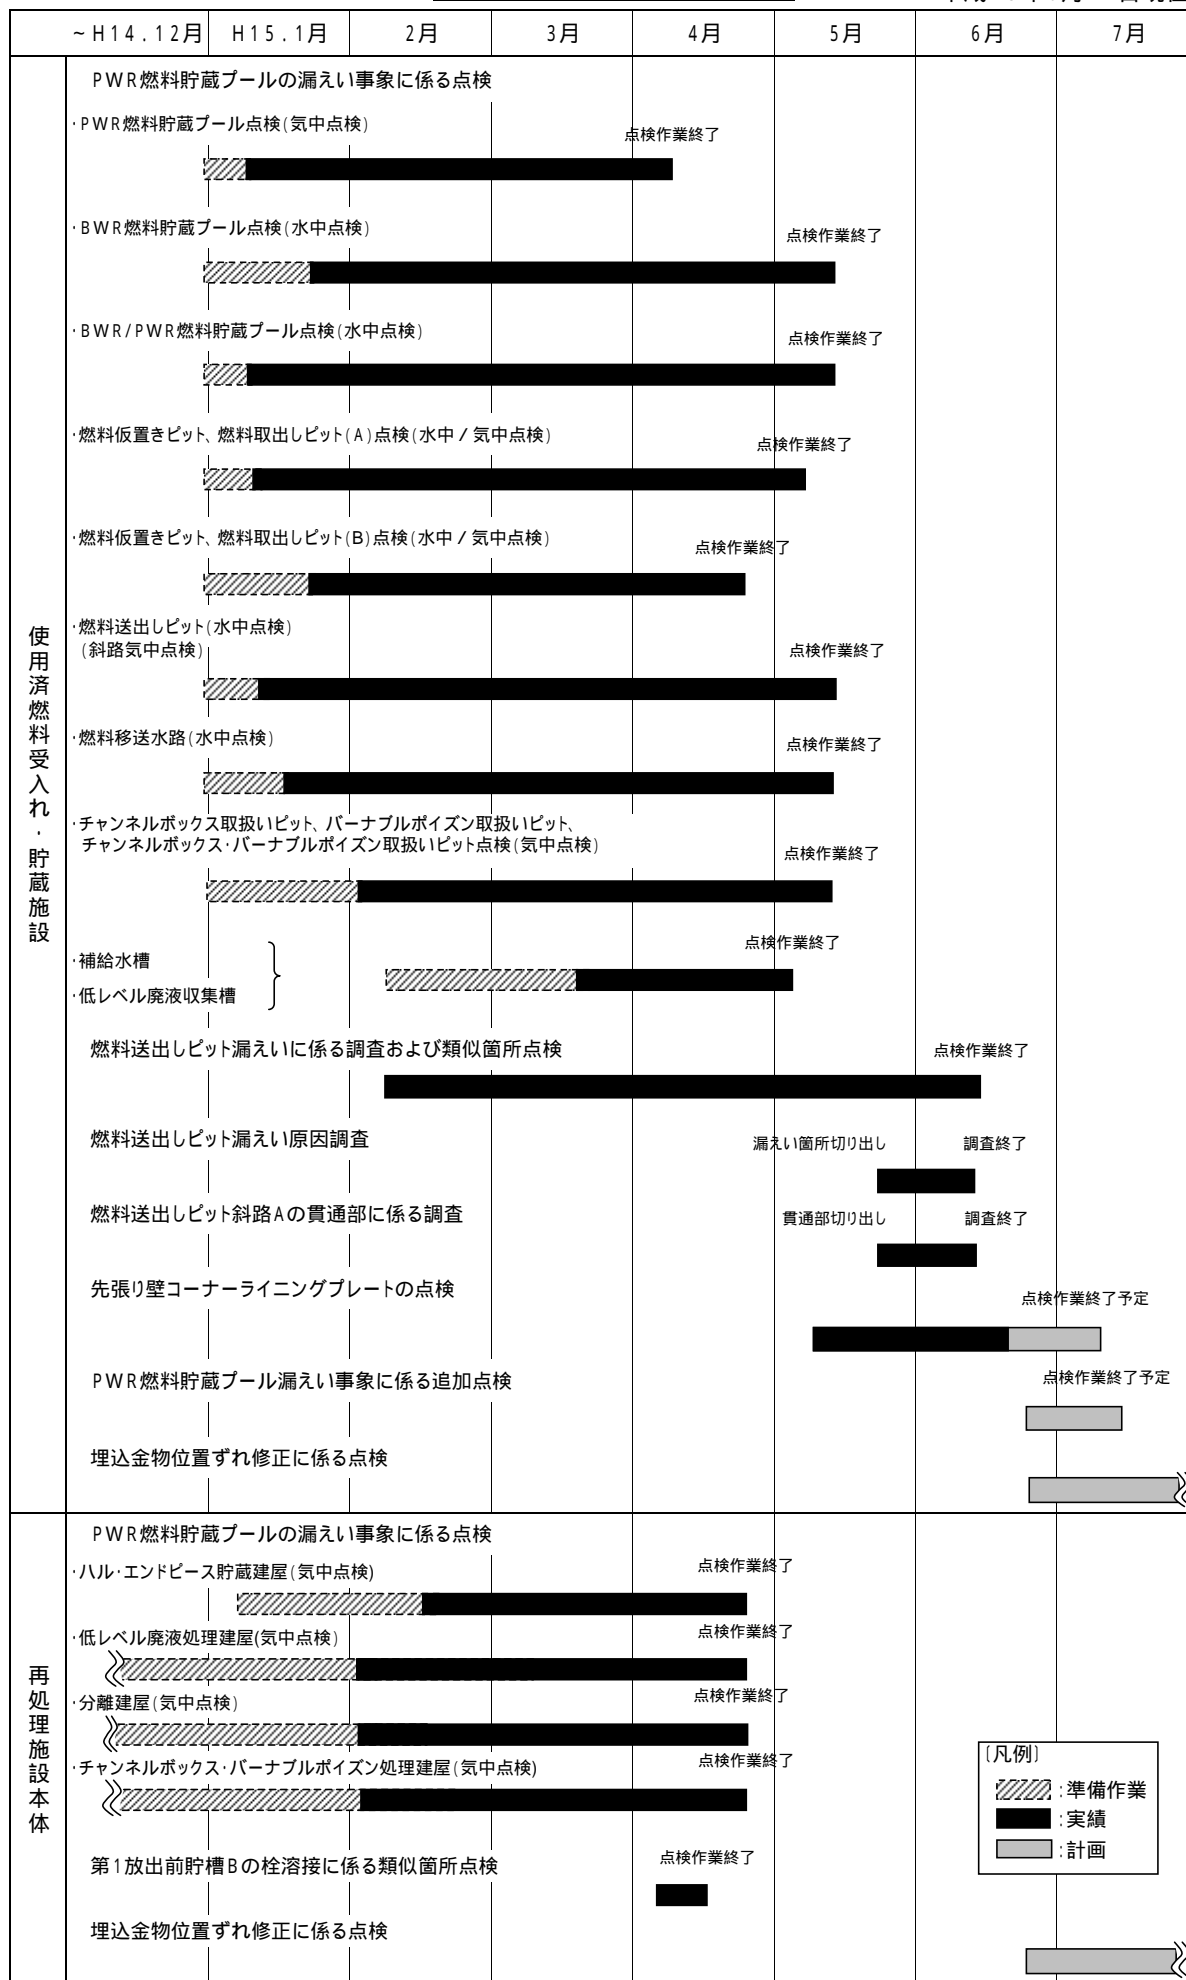 ~H14.12月 H15.1月 2月 3月 4月 5月 6月 7月
使用済燃料受入れ・貯蔵施設
PWR燃料貯蔵プールの漏えい事象に係る点検
・PWR燃料貯蔵プール点検(気中点検)
点検作業終了
・BWR燃料貯蔵プール点検(水中点検)
点検作業終了
・BWR/PWR燃料貯蔵プール点検(水中点検)
点検作業終了
・燃料仮置きピット、燃料取出しピット(A)点検(水中/気中点検)
点検作業終了
・燃料仮置きピット、燃料取出しピット(B)点検(水中/気中点検)
点検作業終了
・燃料送出しピット(水中点検)
(斜路気中点検)
点検作業終了
・燃料移送水路(水中点検)
点検作業終了
・チャンネルボックス取扱いピット、バーナブルポイズン取扱いピット、
チャンネルボックス・バーナブルポイズン取扱いピット点検(気中点検)
点検作業終了
・補給水槽
・低レベル廃液収集槽
点検作業終了
燃料送出しピット漏えいに係る調査および類似箇所点検
点検作業終了
燃料送出しピット漏えい原因調査
漏えい箇所切り出し 調査終了
燃料送出しピット斜路Aの貫通部に係る調査
貫通部切り出し 調査終了
先張り壁コーナーライニングプレートの点検
点検作業終了予定
PWR燃料貯蔵プール漏えい事象に係る追加点検
点検作業終了予定
埋込金物位置ずれ修正に係る点検
再処理施設本体
PWR燃料貯蔵プールの漏えい事象に係る点検
・ハル・エンドピース貯蔵建屋(気中点検)
点検作業終了
・低レベル廃液処理建屋(気中点検)
点検作業終了
・分離建屋(気中点検)
点検作業終了
・チャンネルボックス・バーナブルポイズン処理建屋(気中点検)
点検作業終了
第1放出前貯槽Bの栓溶接に係る類似箇所点検
点検作業終了
埋込金物位置ずれ修正に係る点検
〔凡例〕
:準備作業
:実績
:計画